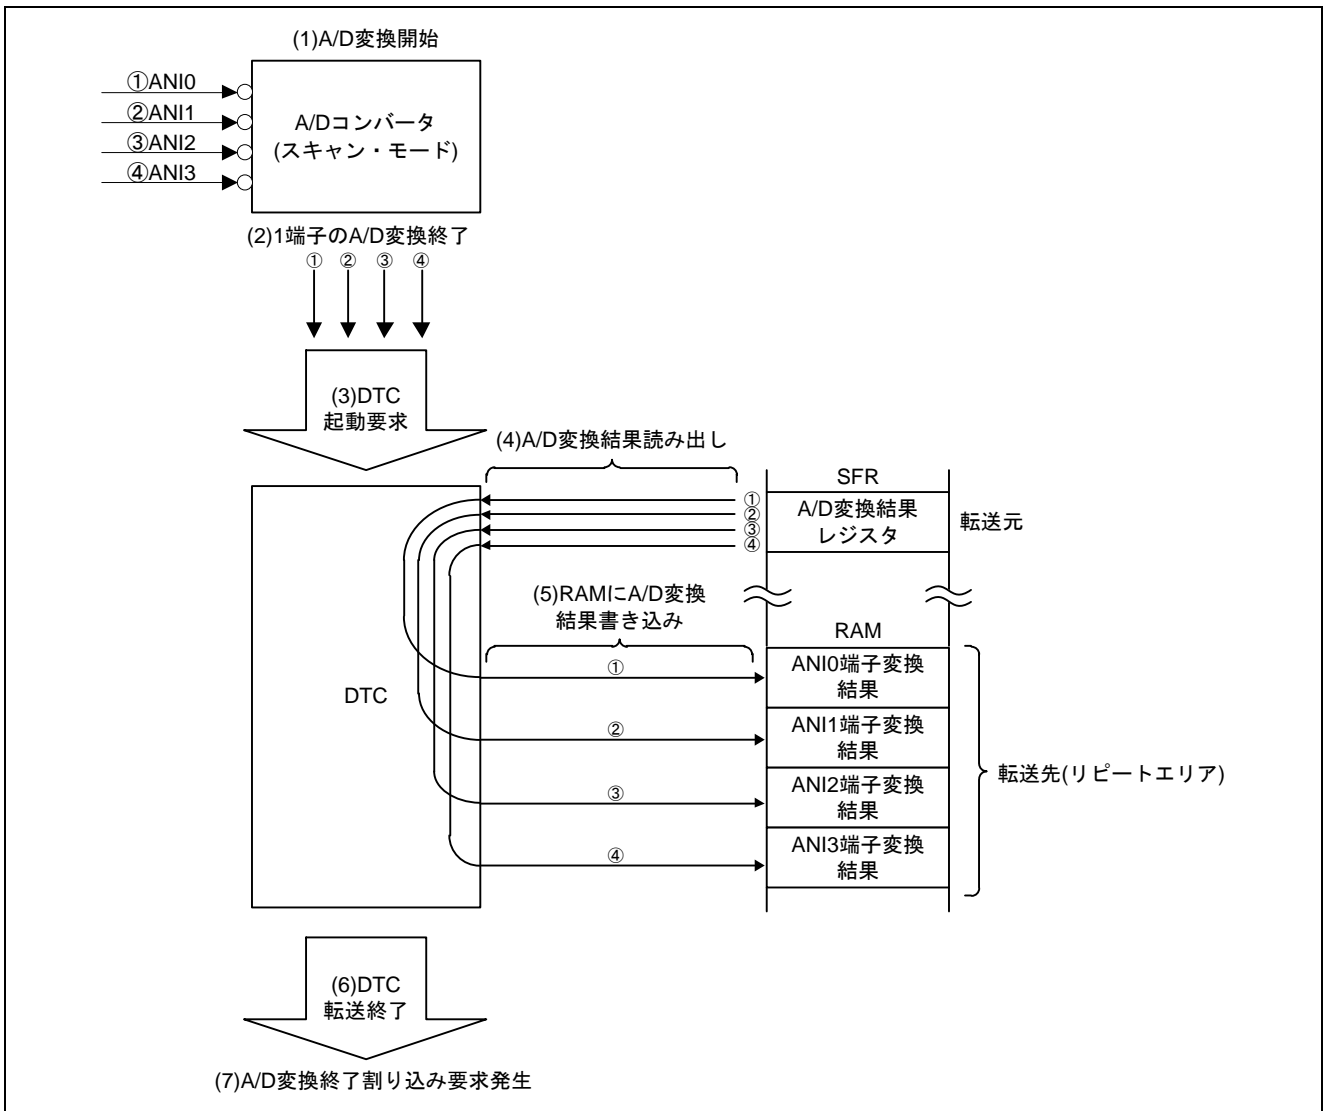 (1)A/D変換開始
①ANI0
②ANI1
③ANI2
④ANI3
A/Dコンバータ
(スキャン・モード)
(2)1端子のA/D変換終了
① ② ③ ④
(3)DTC
起動要求
(4)A/D変換結果読み出し
SFR
①
②
③
④
A/D変換結果
レジスタ
転送元
(5)RAMにA/D変換
結果書き込み
RAM
DTC
①
②
③
④
ANI0端子変換
結果
ANI1端子変換
結果
ANI2端子変換
結果
ANI3端子変換
結果
転送先(リピートエリア)
(6)DTC
転送終了
(7)A/D変換終了割り込み要求発生